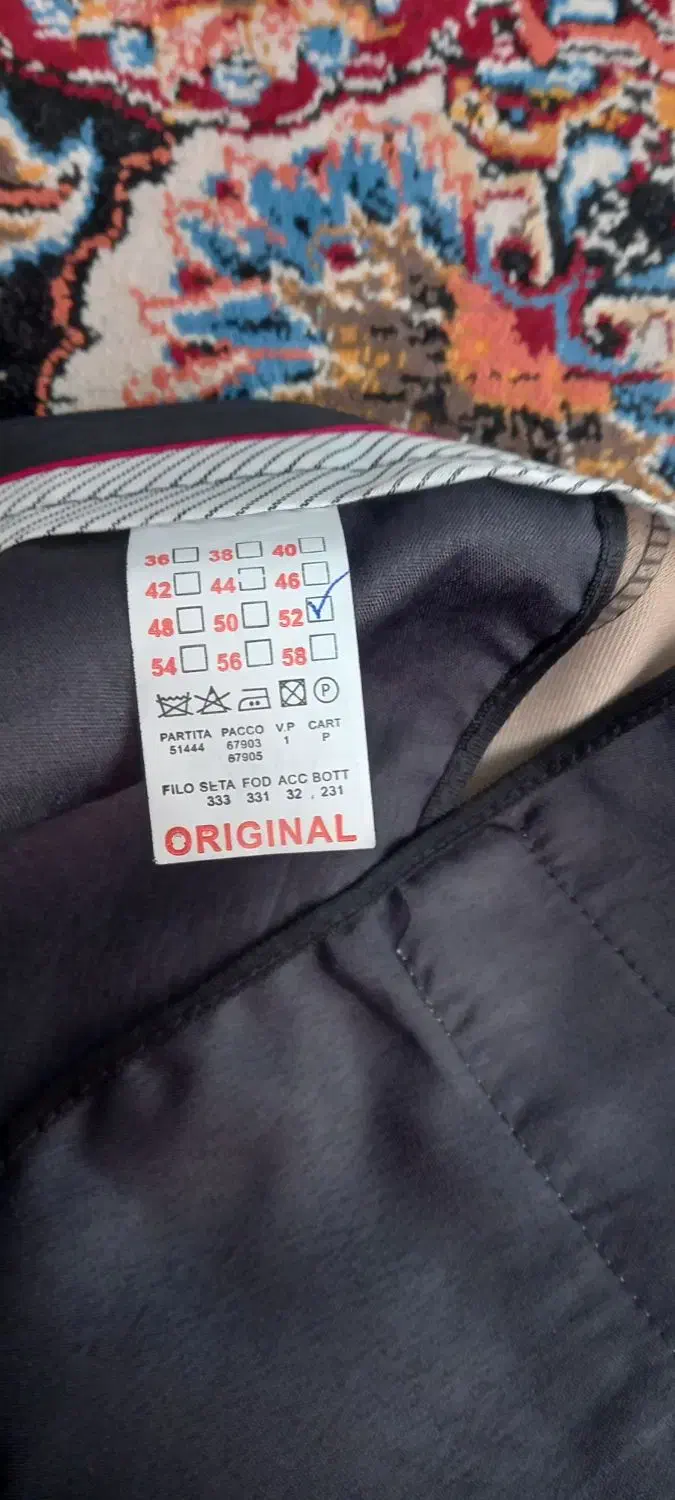 36 38 40
42 44 46
48 50 52
54 56 58
P
PARTITA PACCO V.P CART
51444 67903 1 P
67905
FILO SETA FOD ACC BOTT
333 331 32 . 231
ORIGINAL